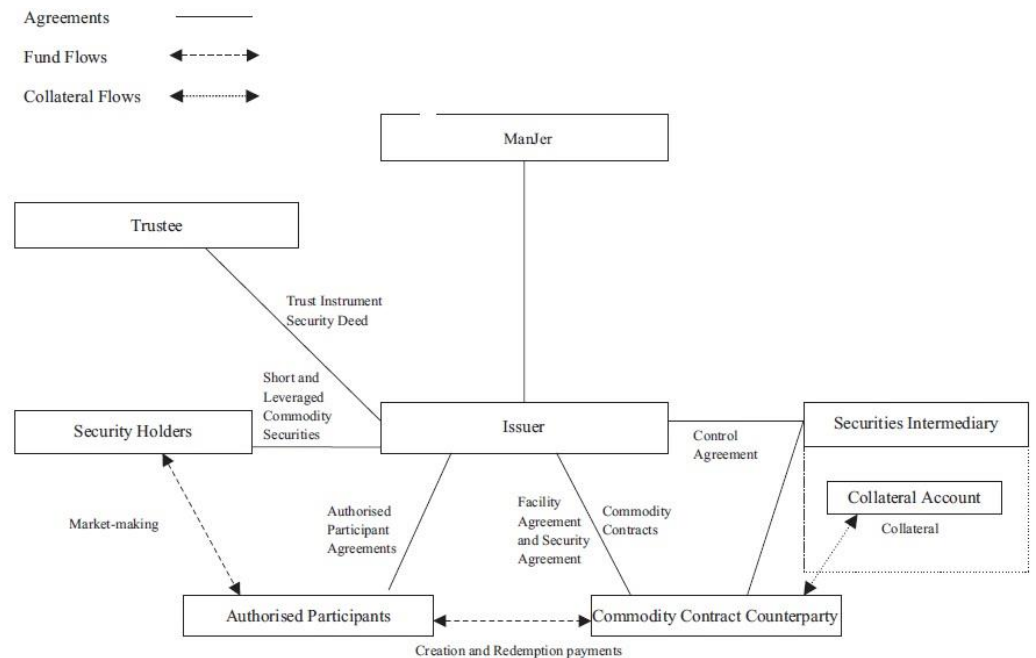 Agreements
Fund Flows
Collateral Flows
ManJer
Trustee
Trust Instrument
Security Deed
Short and
Leveraged
Commodity
Securities
Security Holders
Issuer
Control
Agreement
Securities Intermediary
Collateral Account
Collateral
Market-making
Authorised
Participant
Agreements
Facility
Agreement
and Security
Agreement
Commodity
Contracts
Authorised Participants
Commodity Contract Counterparty
Creation and Redemption payments